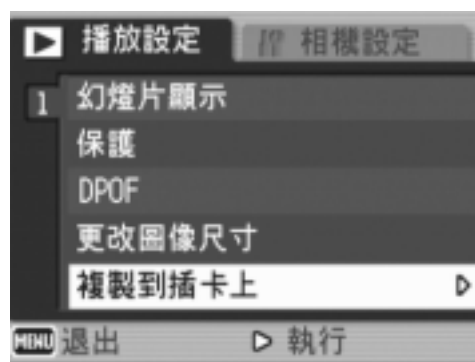 播放設定 相機設定
1 幻燈片顯示
保護
DPOF
更改圖像尺寸
複製到插卡上
MENU 退出 執行